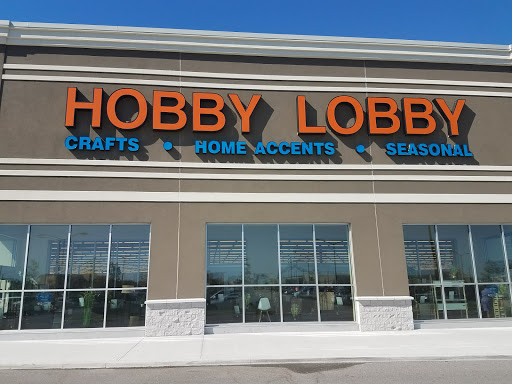 HOBBY LOBBY
CRAFTS • HOME ACCENTS • SEASONAL